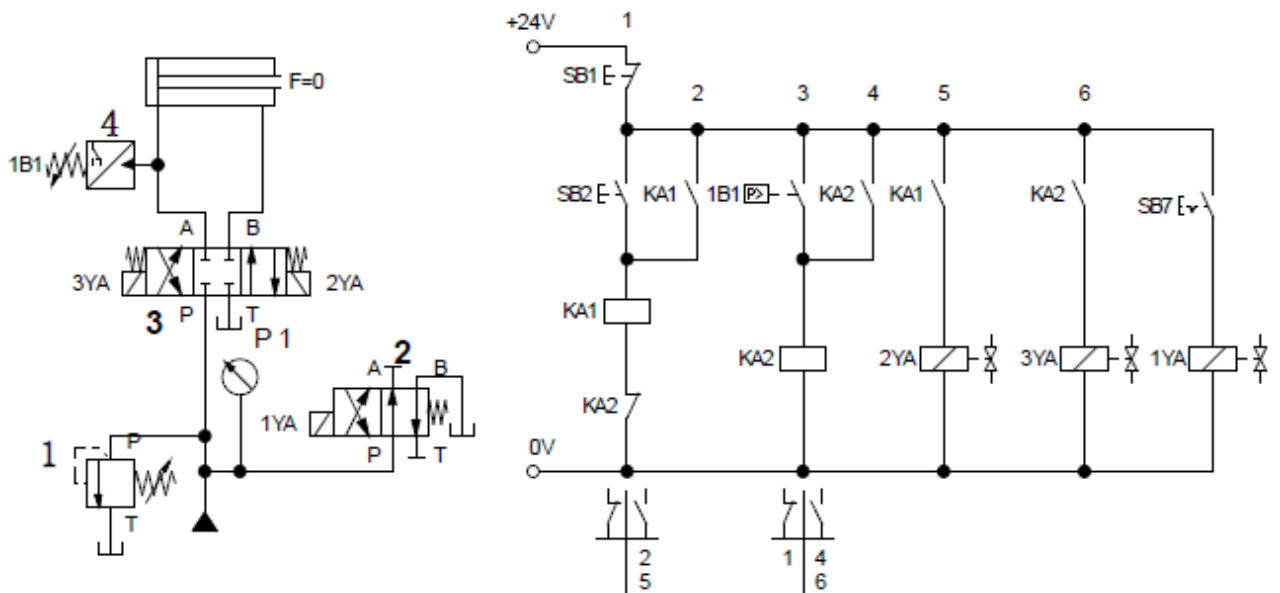 F=0
4
1B1
A B
3YA 2YA
3 P T
P1
2
A B
1YA
P T
1 P
T
1
+24V
SB1
2 3 4 5 6
SB2 KA1 1B1 P> KA2 KA1 KA2 SB7
KA1
KA2 2YA 3YA 1YA
KA2
0V
2 1 4
5 6